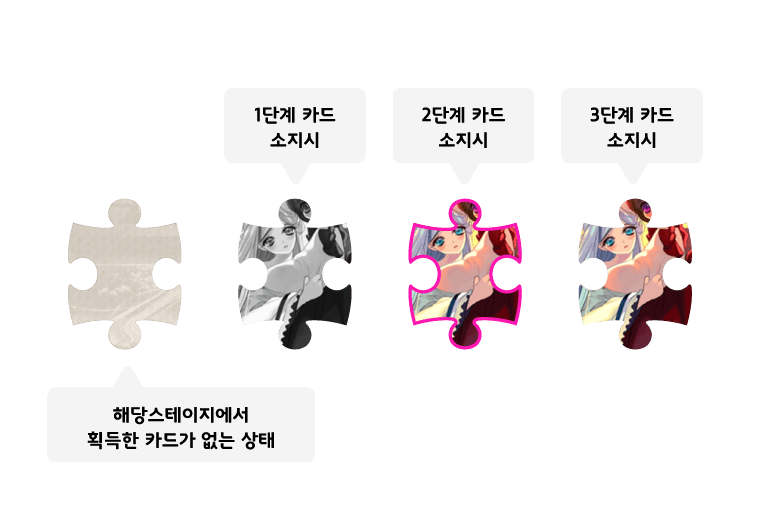 1단계 카드
소지시
2단계 카드
소지시
3단계 카드
소지시
해당스테이지에서
획득한 카드가 없는 상태